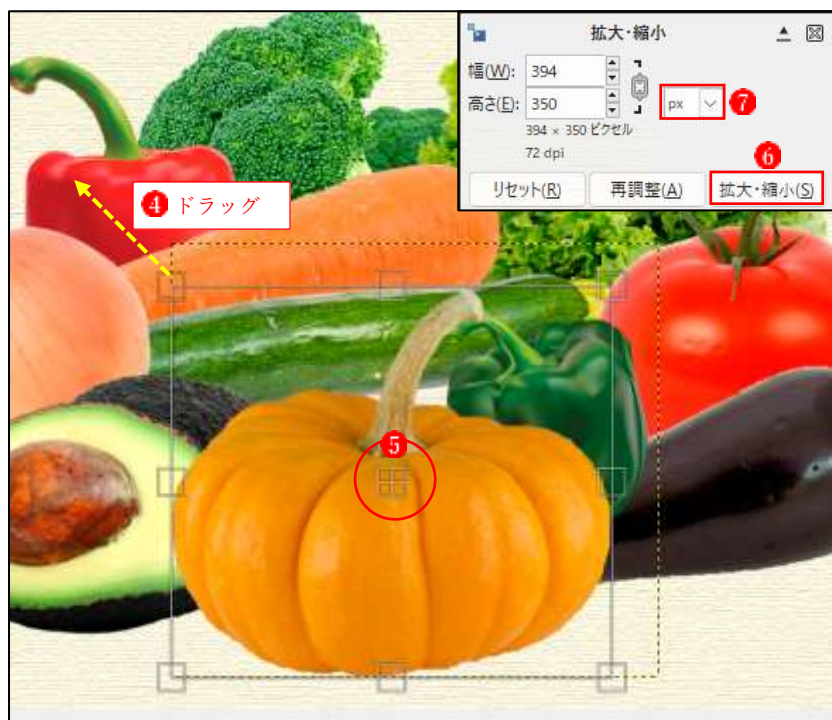 拡大・縮小
幅(W): 394
高さ(E): 350
px
7
394 × 350 ピクセル
72 dpi
6
リセット(R) 再調整(A) 拡大・縮小(S)
4 ドラッグ
5